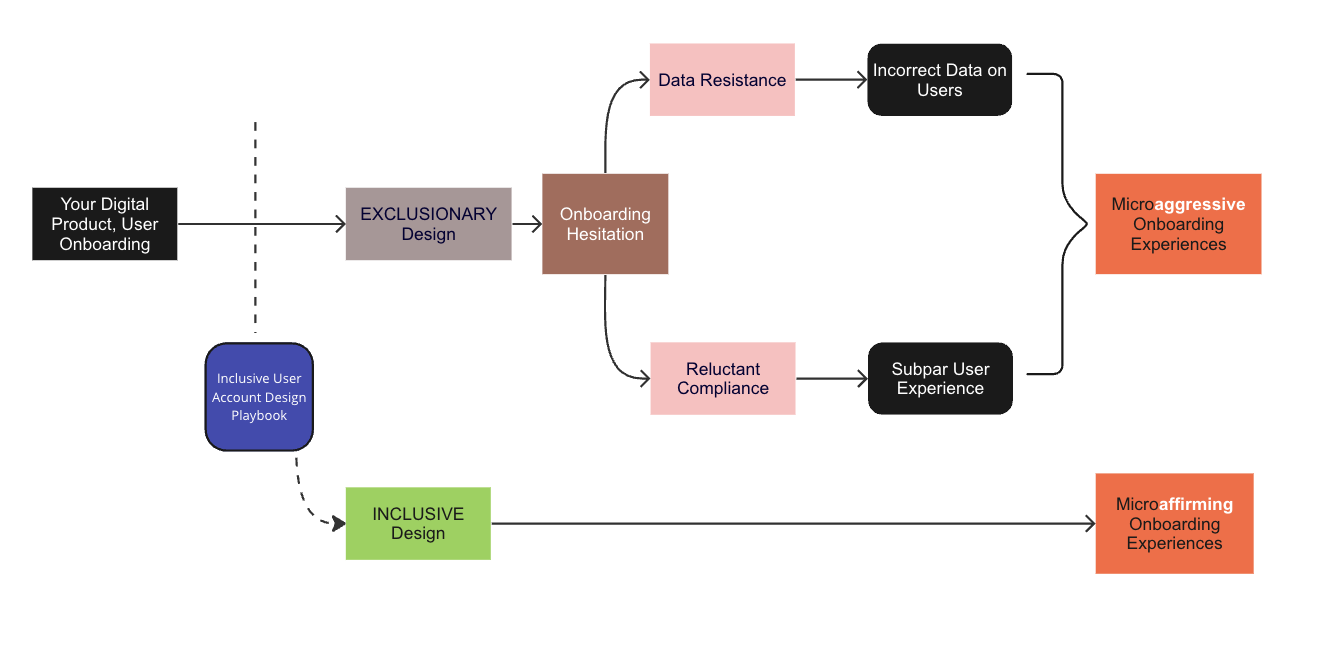 Data Resistance
Incorrect Data on
Users
Your Digital
Product, User
Onboarding
EXCLUSIONARY
Design
Onboarding
Hesitation
Microaggressive
Onboarding
Experiences
Inclusive User
Account Design
Playbook
Reluctant
Compliance
Subpar User
Experience
INCLUSIVE
Design
Microaffirming
Onboarding
Experiences